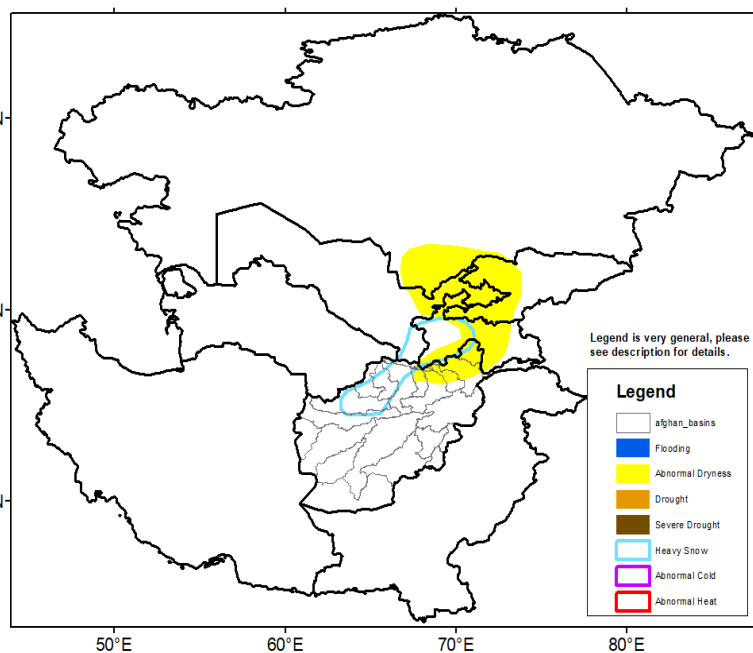 N
N
N
Legend is very general, please
see description for details.
Legend
afghan_basins
Flooding
Abnormal Dryness
Drought
Severe Drought
Heavy Snow
Abnormal Cold
Abnormal Heat
50°E
60°E
70°E
80°E